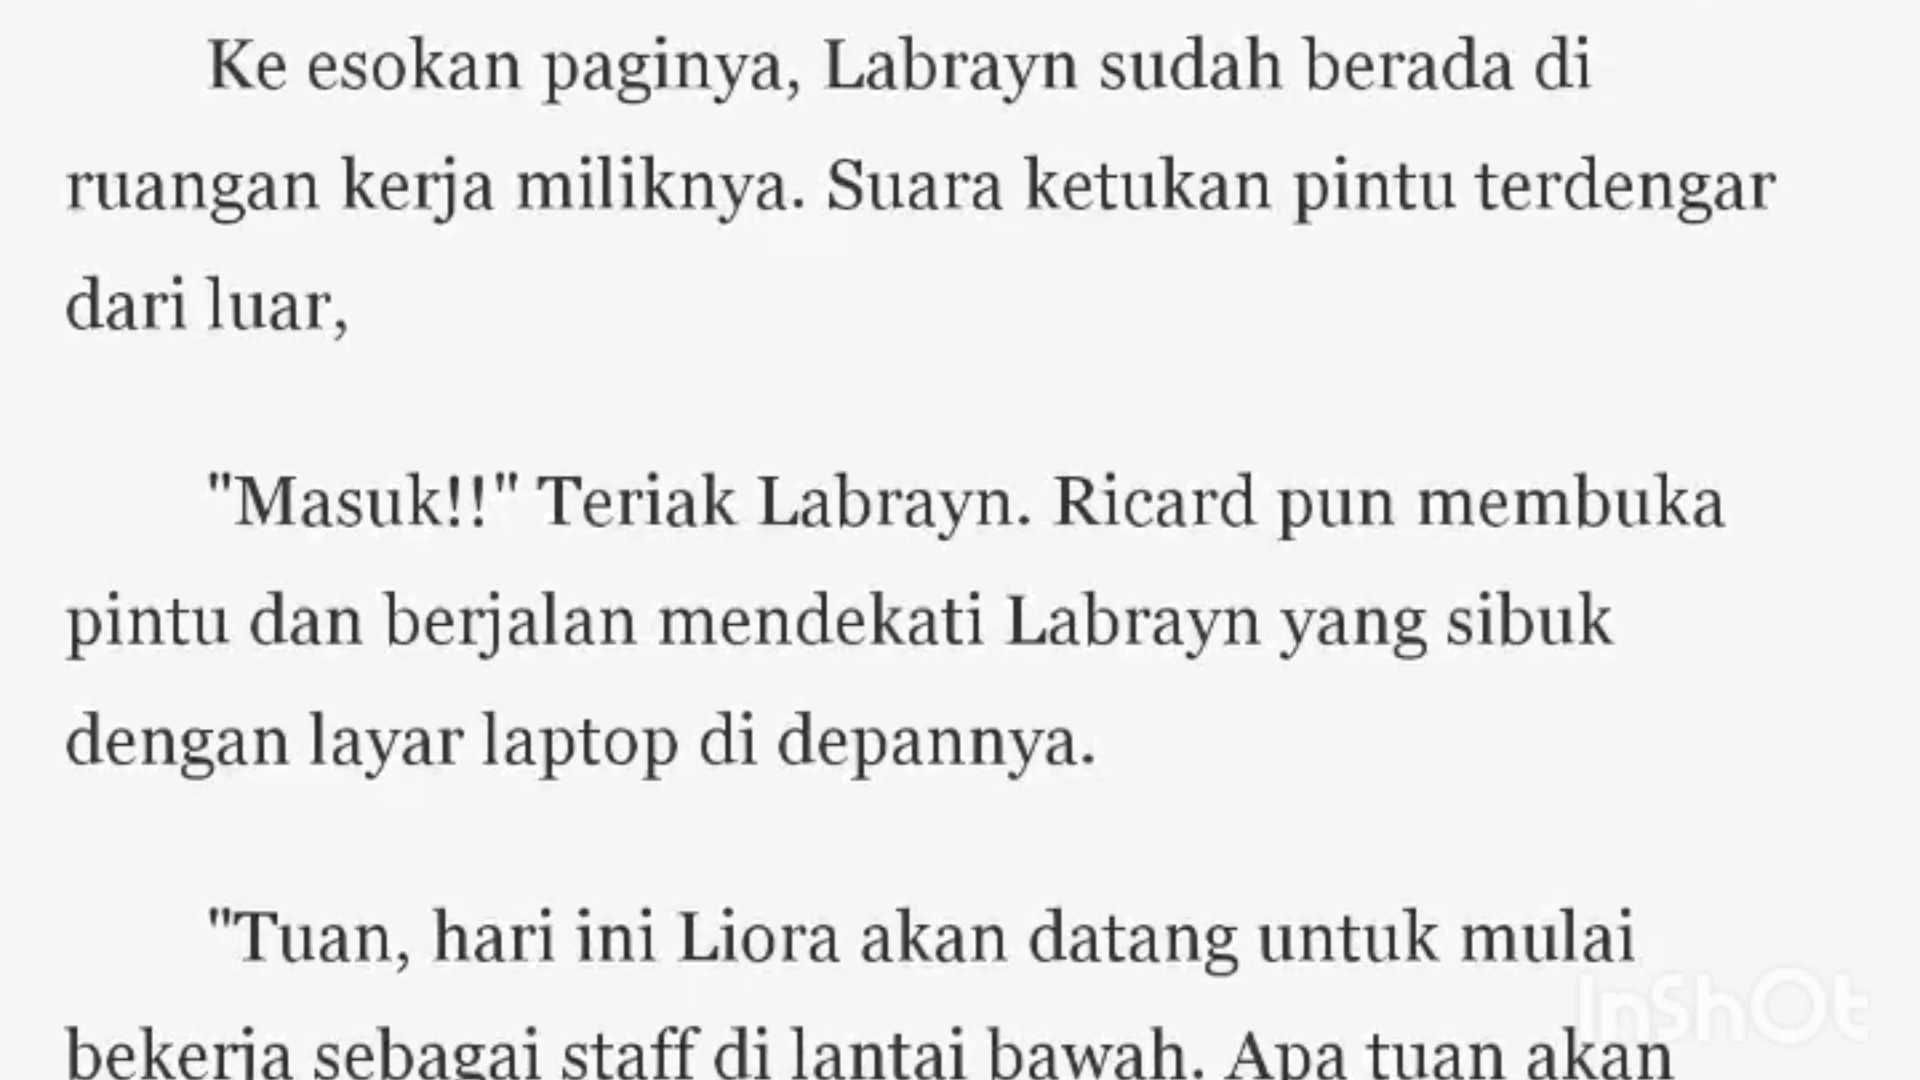 Ke esokan paginya, Labrayn sudah berada di
ruangan kerja miliknya. Suara ketukan pintu terdengar
dari luar,
"Masuk!!" Teriak Labrayn. Ricard pun membuka
pintu dan berjalan mendekati Labrayn yang sibuk
dengan layar laptop di depannya.
"Tuan, hari ini Liora akan datang untuk mulai
bekerja sebagai staff di lantai bawah. Apa tuan akan
InShOt